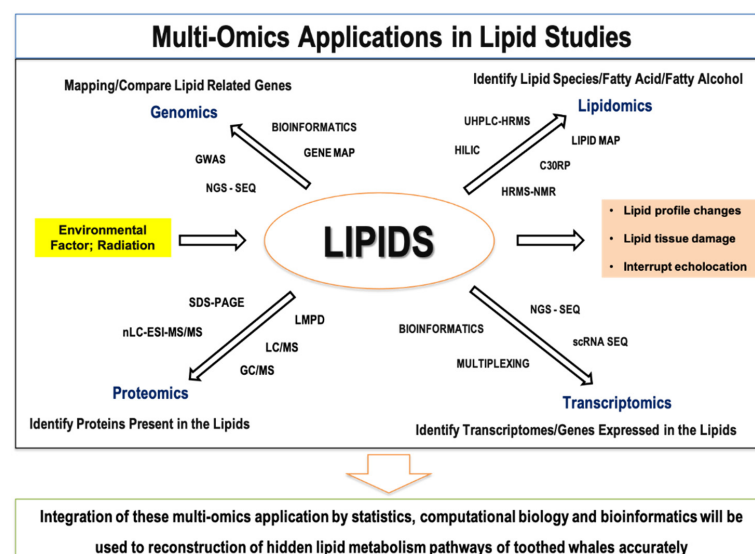 Multi-Omics Applications in Lipid Studies
Mapping/Compare Lipid Related Genes
Genomics
BIOINFORMATICS
GENE MAP
GWAS
NGS - SEQ
Identify Lipid Species/Fatty Acid/Fatty Alcohol
Lipidomics
UHPLC-HRMS
LIPID MAP
HILIC
C30RP
HRMS-NMR
Environmental
Factor; Radiation
LIPIDS
• Lipid profile changes
• Lipid tissue damage
• Interrupt echolocation
SDS-PAGE
LMPD
nLC-ESI-MS/MS
LC/MS
GC/MS
Proteomics
Identify Proteins Present in the Lipids
NGS - SEQ
BIOINFORMATICS
scRNA SEQ
MULTIPLEXING
Transcriptomics
Identify Transcriptomes/Genes Expressed in the Lipids
Integration of these multi-omics application by statistics, computational biology and bioinformatics will be
used to reconstruction of hidden lipid metabolism pathways of toothed whales accurately